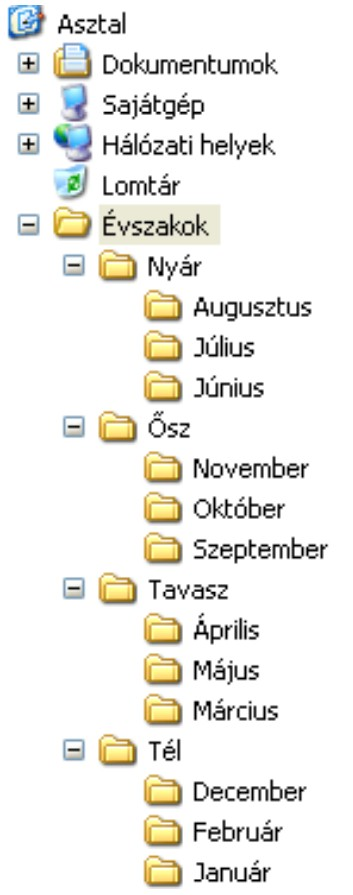 Asztal
Dokumentumok
Sajátgép
Hálózati helyek
Lomtár
Évszakok
Nyár
Augusztus
Július
Június
Ősz
November
Október
Szeptember
Tavasz
Április
Május
Március
Tél
December
Február
Január